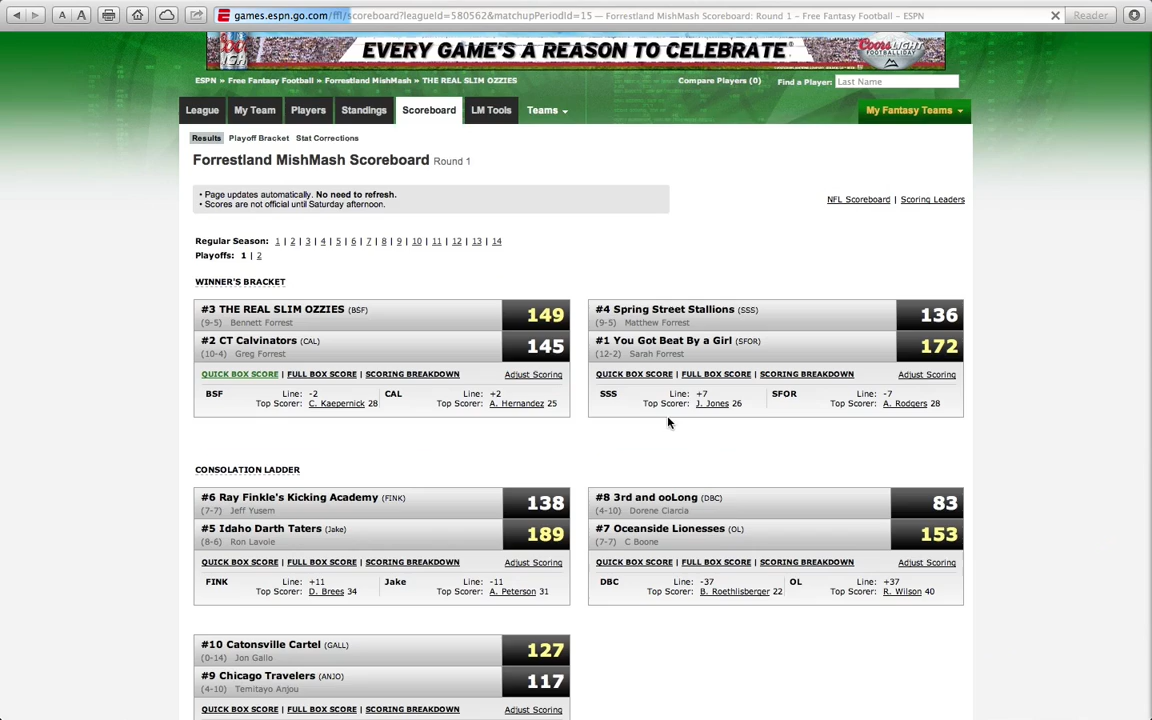 games.espn.go.com/ffl/scoreboard?leagueId=580562&matchupPeriodId=15 — Forrestland MishMash Scoreboard: Round 1 – Free Fantasy Football – ESPN
Reader
A A
EVERY GAME'S A REASON TO CELEBRATE
Coors LIGHT
FOOTBALLDAY
ESPN » Free Fantasy Football » Forrestland MishMash » THE REAL SLIM OZZIES
Compare Players (0)
Find a Player: Last Name
League My Team Players Standings Scoreboard LM Tools Teams
My Fantasy Teams
Results Playoff Bracket Stat Corrections
Forrestland MishMash Scoreboard Round 1
• Page updates automatically. No need to refresh.
• Scores are not official until Saturday afternoon.
NFL Scoreboard | Scoring Leaders
Regular Season: 1 | 2 | 3 | 4 | 5 | 6 | 7 | 8 | 9 | 10 | 11 | 12 | 13 | 14
Playoffs: 1 | 2
WINNER'S BRACKET
#3 THE REAL SLIM OZZIES (BSF) 149
(9-5) Bennett Forrest
#2 CT Calvinators (CAL) 145
(10-4) Greg Forrest
QUICK BOX SCORE | FULL BOX SCORE | SCORING BREAKDOWN Adjust Scoring
BSF Line: -2 CAL Line: +2
Top Scorer: C. Kaepernick 28 Top Scorer: A. Hernandez 25
#4 Spring Street Stallions (SSS) 136
(9-5) Matthew Forrest
#1 You Got Beat By a Girl (SFOR) 172
(12-2) Sarah Forrest
QUICK BOX SCORE | FULL BOX SCORE | SCORING BREAKDOWN Adjust Scoring
SSS Line: +7 SFOR Line: -7
Top Scorer: J. Jones 26 Top Scorer: A. Rodgers 28
CONSOLATION LADDER
#6 Ray Finkle's Kicking Academy (FINK) 138
(7-7) Jeff Yusem
#5 Idaho Darth Taters (Jake) 189
(8-6) Ron Lavoie
QUICK BOX SCORE | FULL BOX SCORE | SCORING BREAKDOWN Adjust Scoring
FINK Line: +11 Jake Line: -11
Top Scorer: D. Brees 34 Top Scorer: A. Peterson 31
#8 3rd and ooLong (DBC) 83
(4-10) Dorene Ciarcia
#7 Oceanside Lionesses (OL) 153
(7-7) C Boone
QUICK BOX SCORE | FULL BOX SCORE | SCORING BREAKDOWN Adjust Scoring
DBC Line: -37 OL Line: +37
Top Scorer: B. Roethlisberger 22 Top Scorer: R. Wilson 40
#10 Catonsville Cartel (GALL) 127
(0-14) Jon Gallo
#9 Chicago Travelers (ANJO) 117
(4-10) Temitayo Anjou
QUICK BOX SCORE | FULL BOX SCORE | SCORING BREAKDOWN Adjust Scoring